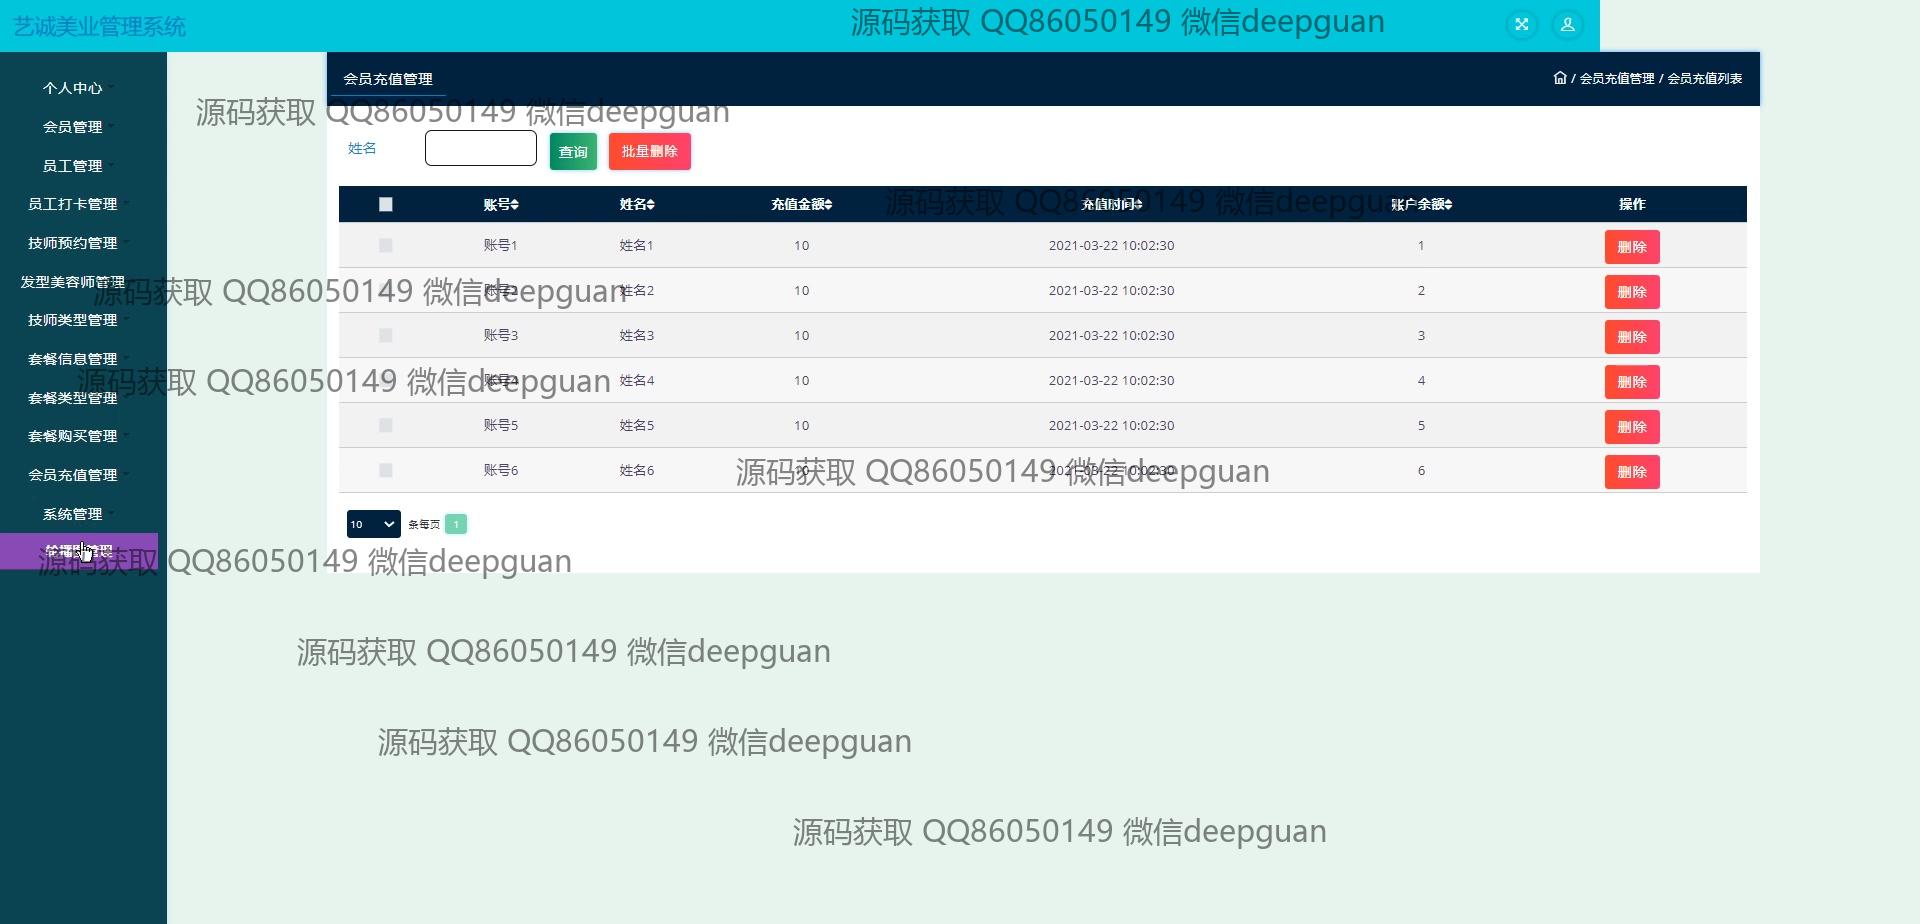 艺诚美业管理系统
源码获取 QQ86050149 微信deepguan
个人中心
会员管理
员工管理
员工打卡管理
技师预约管理
发型美容师管理
技师类型管理
套餐信息管理
套餐类型管理
套餐购买管理
会员充值管理
系统管理
轮播图管理
会员充值管理
/ 会员充值管理 / 会员充值列表
源码获取 QQ86050149 微信deepguan
姓名
查询
批量删除
源码获取 QQ86050149 微信deepguan
账号 姓名 充值金额 充值时间 账户余额 操作
账号1 姓名1 10 2021-03-22 10:02:30 1 删除
源码获取 QQ86050149 微信deepguan
账号2 姓名2 10 2021-03-22 10:02:30 2 删除
账号3 姓名3 10 2021-03-22 10:02:30 3 删除
源码获取 QQ86050149 微信deepguan
账号4 姓名4 10 2021-03-22 10:02:30 4 删除
账号5 姓名5 10 2021-03-22 10:02:30 5 删除
源码获取 QQ86050149 微信deepguan
账号6 姓名6 10 2021-03-22 10:02:30 6 删除
10 条每页 1
源码获取 QQ86050149 微信deepguan
源码获取 QQ86050149 微信deepguan
源码获取 QQ86050149 微信deepguan
源码获取 QQ86050149 微信deepguan